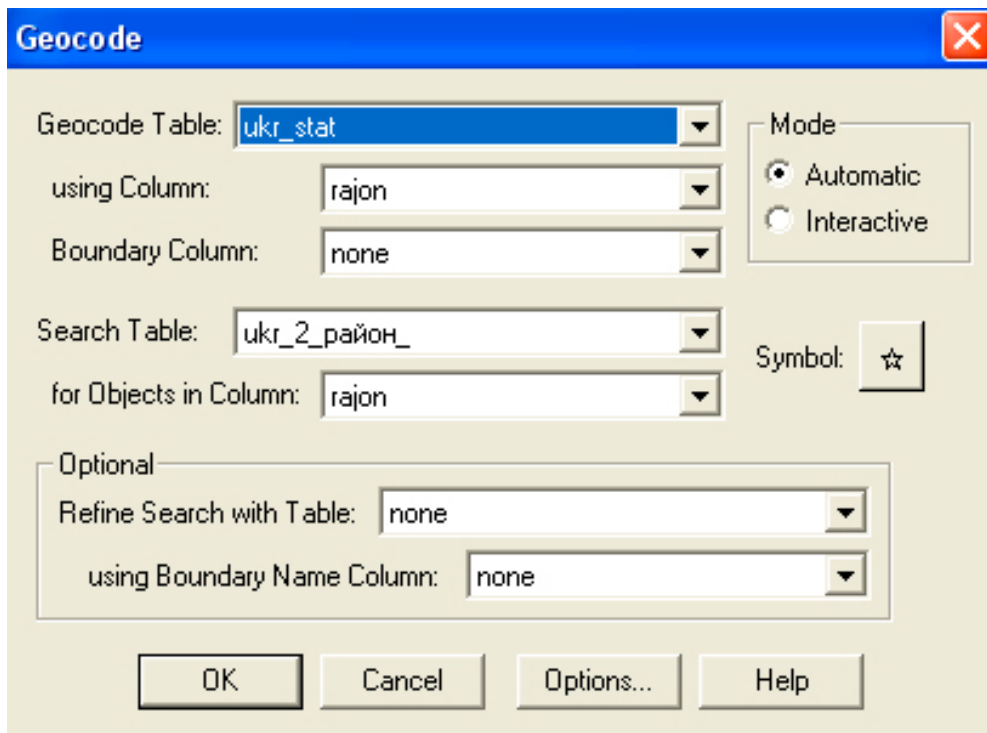 Geocode
Geocode Table: ukr_stat
Mode
using Column: rajon
Automatic
Interactive
Boundary Column: none
Search Table: ukr_2_район_
Symbol:
for Objects in Column: rajon
Optional
Refine Search with Table: none
using Boundary Name Column: none
OK Cancel Options... Help